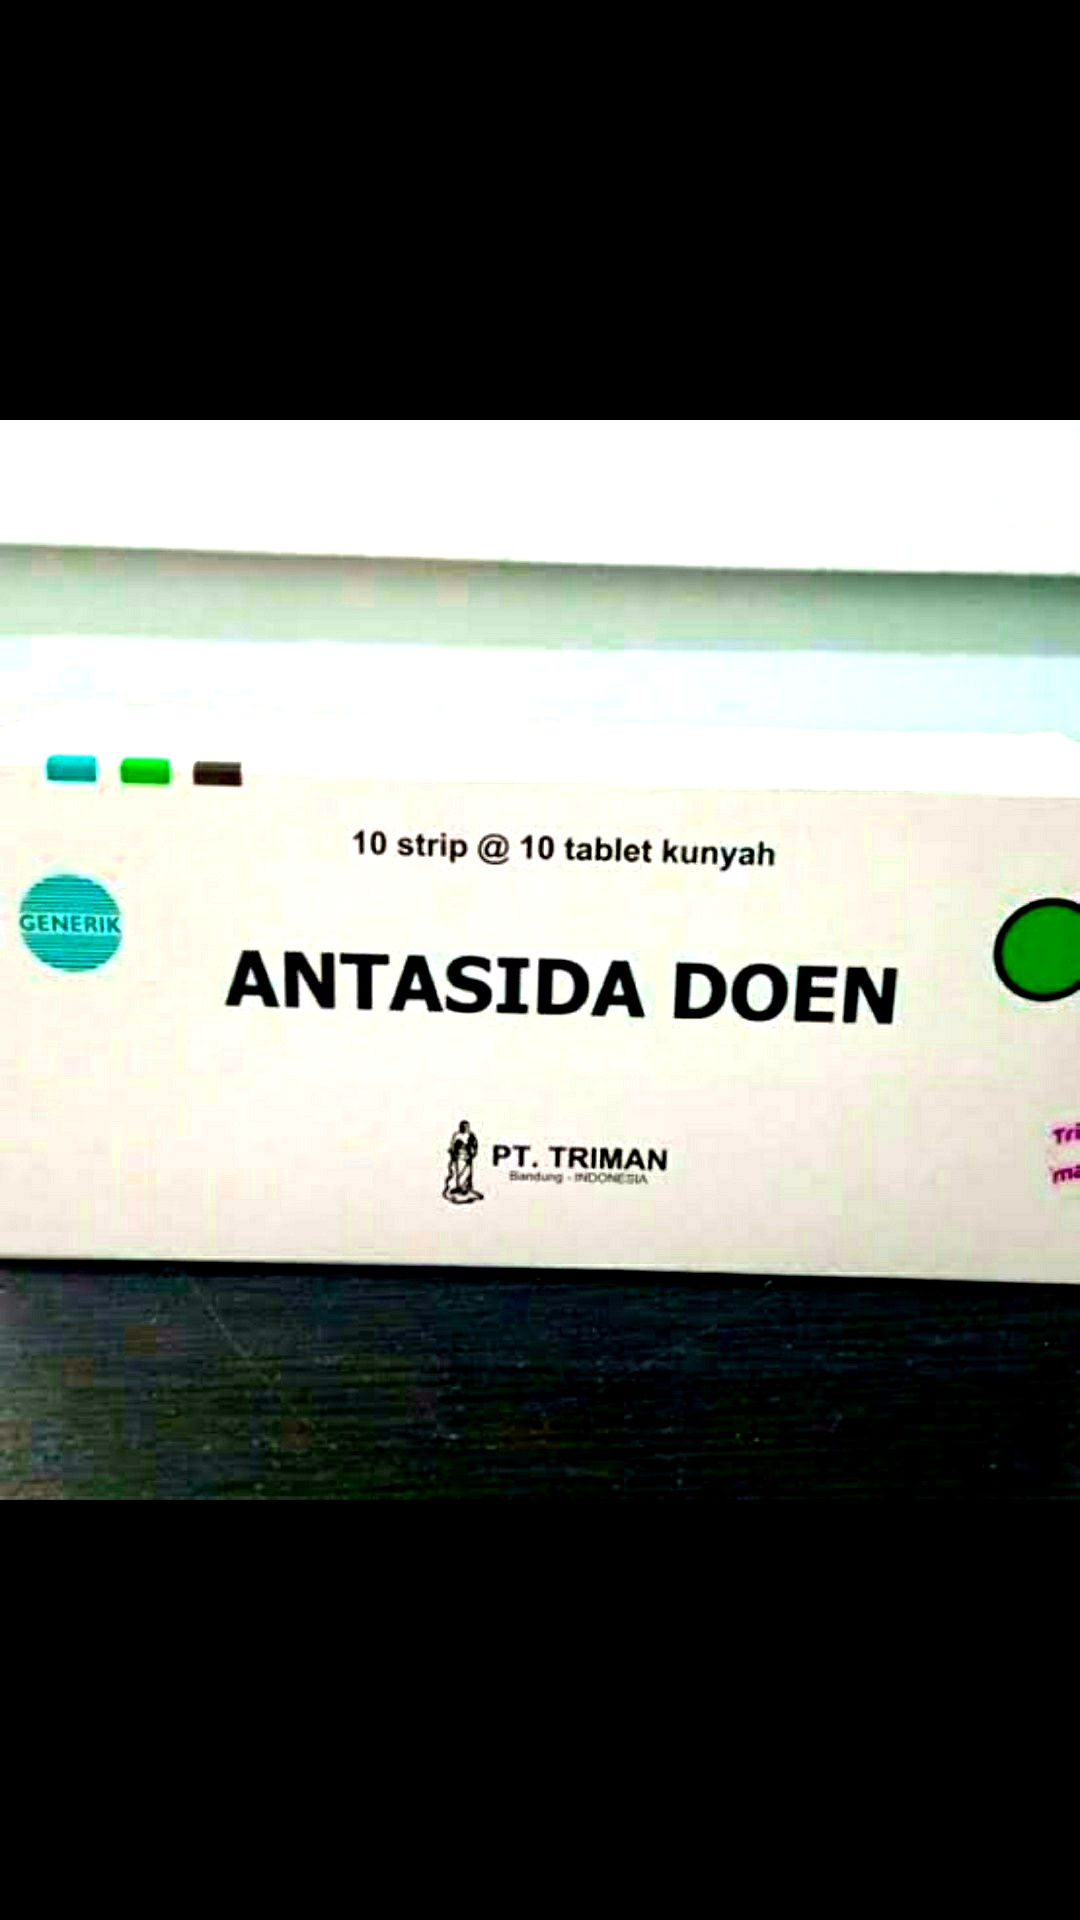 10 strip @ 10 tablet kunyah
GENERIK
ANTASIDA DOEN
PT. TRIMAN
Bandung - INDONESIA